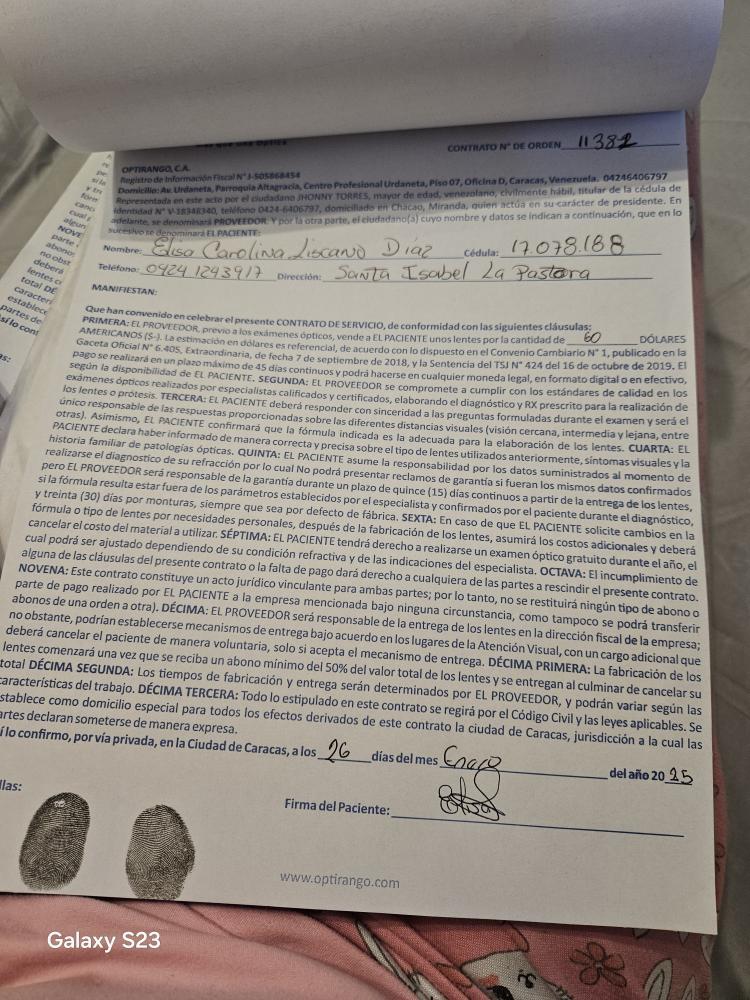 CONTRATO N° DE ORDEN 11382
OPTIRANGO, C.A.
Registro de Información Fiscal N° J-505868454
Domicilio: Av. Urdaneta, Parroquia Altagracia, Centro Profesional Urdaneta, Piso 07, Oficina D, Caracas, Venezuela. 04246406797
Representada en este acto por el ciudadano JHONNY TORRES, mayor de edad, venezolano, civilmente hábil, titular de la cédula de
identidad N° V-18348340, teléfono 0424-6406797, domiciliado en Chacao, Miranda, quien actúa en su carácter de presidente. En
adelante, se denominará PROVEEDOR. Y por la otra parte, el ciudadano(a) cuyo nombre y datos se indican a continuación, que en lo
sucesivo se denominará EL PACIENTE:
Nombre: Elisa Carolina Liscano Díaz Cédula: 17.078.188
Teléfono: 0424 1243917 Dirección: Santa Isabel La Pastora
MANIFIESTAN:
Que han convenido en celebrar el presente CONTRATO DE SERVICIO, de conformidad con las siguientes cláusulas:
PRIMERA: EL PROVEEDOR, previo a los exámenes ópticos, vende a EL PACIENTE unos lentes por la cantidad de 60 DÓLARES
AMERICANOS ($-). La estimación en dólares es referencial, de acuerdo con lo dispuesto en el Convenio Cambiario N° 1, publicado en la
Gaceta Oficial N° 6.405, Extraordinaria, de fecha 7 de septiembre de 2018, y la Sentencia del TSJ N° 424 del 16 de octubre de 2019. El
pago se realizará en un plazo máximo de 45 días continuos y podrá hacerse en cualquier moneda legal, en formato digital o en efectivo,
según la disponibilidad de EL PACIENTE. SEGUNDA: EL PROVEEDOR se compromete a cumplir con los estándares de calidad en los
exámenes ópticos realizados por especialistas calificados y certificados, elaborando el diagnóstico y RX prescrito para la realización de
los lentes o prótesis. TERCERA: EL PACIENTE deberá responder con sinceridad a las preguntas formuladas durante el examen y será el
único responsable de las respuestas proporcionadas sobre las diferentes distancias visuales (visión cercana, intermedia y lejana, entre
otras). Asimismo, EL PACIENTE confirmará que la fórmula indicada es la adecuada para la elaboración de los lentes. CUARTA: EL
PACIENTE declara haber informado de manera correcta y precisa sobre el tipo de lentes utilizados anteriormente, síntomas visuales y la
historia familiar de patologías ópticas. QUINTA: EL PACIENTE asume la responsabilidad por los datos suministrados al momento de
realizarse el diagnostico de su refracción por lo cual No podrá presentar reclamos de garantía si fueran los mismos datos confirmados
pero EL PROVEEDOR será responsable de la garantía durante un plazo de quince (15) días continuos a partir de la entrega de los lentes,
si la fórmula resulta estar fuera de los parámetros establecidos por el especialista y confirmados por el paciente durante el diagnóstico,
y treinta (30) días por monturas, siempre que sea por defecto de fábrica. SEXTA: En caso de que EL PACIENTE solicite cambios en la
fórmula o tipo de lentes por necesidades personales, después de la fabricación de los lentes, asumirá los costos adicionales y deberá
cancelar el costo del material a utilizar. SÉPTIMA: EL PACIENTE tendrá derecho a realizarse un examen óptico gratuito durante el año, el
cual podrá ser ajustado dependiendo de su condición refractiva y de las indicaciones del especialista. OCTAVA: El incumplimiento de
alguna de las cláusulas del presente contrato o la falta de pago dará derecho a cualquiera de las partes a rescindir el presente contrato.
NOVENA: Este contrato constituye un acto jurídico vinculante para ambas partes; por lo tanto, no se restituirá ningún tipo de abono o
parte de pago realizado por EL PACIENTE a la empresa mencionada bajo ninguna circunstancia, como tampoco se podrá transferir
abonos de una orden a otra). DÉCIMA: EL PROVEEDOR será responsable de la entrega de los lentes en la dirección fiscal de la empresa;
no obstante, podrían establecerse mecanismos de entrega bajo acuerdo en los lugares de la Atención Visual, con un cargo adicional que
deberá cancelar el paciente de manera voluntaria, solo si acepta el mecanismo de entrega. DÉCIMA PRIMERA: La fabricación de los
lentes comenzará una vez que se reciba un abono mínimo del 50% del valor total de los lentes y se entregan al culminar de cancelar su
total DÉCIMA SEGUNDA: Los tiempos de fabricación y entrega serán determinados por EL PROVEEDOR, y podrán variar según las
características del trabajo. DÉCIMA TERCERA: Todo lo estipulado en este contrato se regirá por el Código Civil y las leyes aplicables. Se
establece como domicilio especial para todos los efectos derivados de este contrato la ciudad de Caracas, jurisdicción a la cual las
artes declaran someterse de manera expresa.
í lo confirmo, por vía privada, en la Ciudad de Caracas, a los 26 días del mes Enero del año 2025
llas:
Firma del Paciente:
www.optirango.com
Galaxy S23